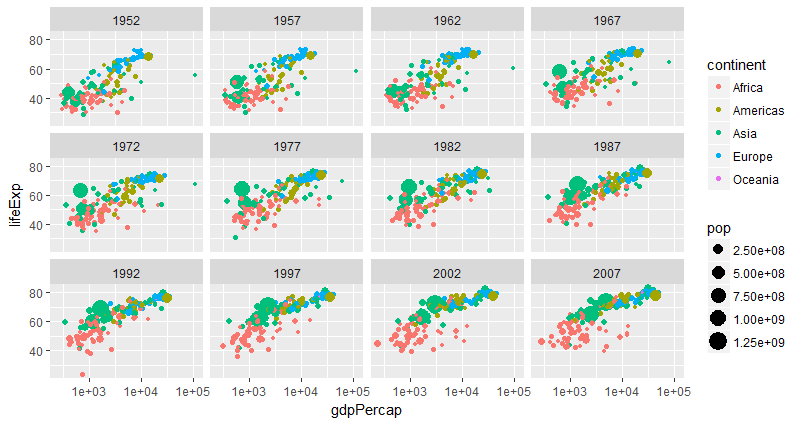 1952 1957 1962 1967
80
60
40
1972 1977 1982 1987
80
60
40
1992 1997 2002 2007
80
60
40
1e+03 1e+04 1e+05 1e+03 1e+04 1e+05 1e+03 1e+04 1e+05 1e+03 1e+04 1e+05
gdpPercap
lifeExp
continent
Africa
Americas
Asia
Europe
Oceania
pop
2.50e+08
5.00e+08
7.50e+08
1.00e+09
1.25e+09